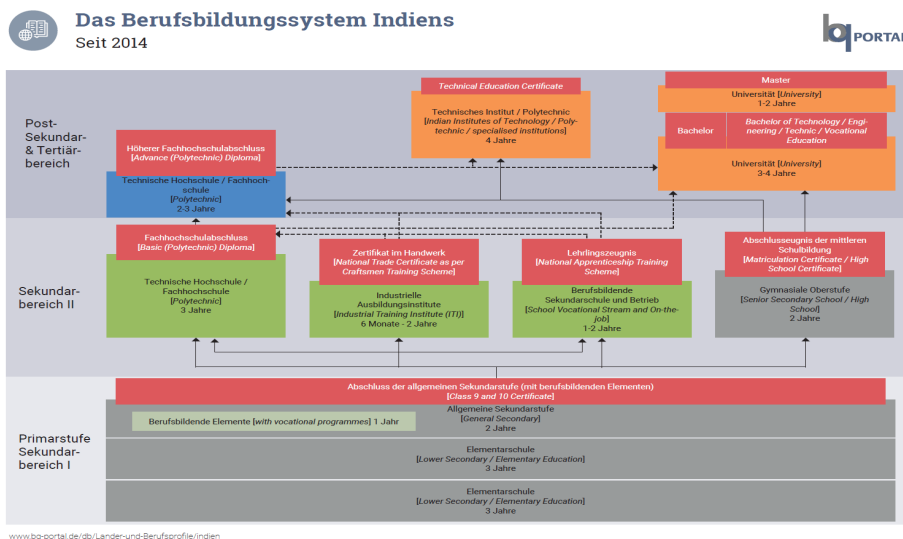 Das Berufsbildungssystem Indiens
Seit 2014
bq PORTAL
Post-
Sekundar-
& Tertiär-
bereich
Technical Education Certificate
Technisches Institut / Polytechnic
[Indian Institutes of Technology / Poly-
technic / specialised institutions]
4 Jahre
Master
Universität [University]
1-2 Jahre
Bachelor
Bachelor of Technology / Engi-
neering / Technic / Vocational
Education
Universität [University]
3-4 Jahre
Höherer Fachhochschulabschluss
[Advance (Polytechnic) Diploma]
Technische Hochschule / Fachhoch-
schule
[Polytechnic]
2-3 Jahre
Sekundar-
bereich II
Fachhochschulabschluss
[Basic (Polytechnic) Diploma]
Technische Hochschule /
Fachhochschule
[Polytechnic]
3 Jahre
Zertifikat im Handwerk
[National Trade Certificate as per
Craftsmen Training Scheme]
Industrielle
Ausbildungsinstitute
[Industrial Training Institute (ITI)]
6 Monate - 2 Jahre
Lehrlingszeugnis
[National Apprenticeship Training
Scheme]
Berufsbildende
Sekundarschule und Betrieb
[School Vocational Stream and On-the-
job]
1-2 Jahre
Abschlusseugnis der mittleren
Schulbildung
[Matriculation Certificate / High
School Certificate]
Gymnasiale Oberstufe
[Senior Secondary School / High
School]
2 Jahre
Primarstufe
Sekundar-
bereich I
Abschluss der allgemeinen Sekundarstufe (mit berufsbildenden Elementen)
[Class 9 and 10 Certificate]
Allgemeine Sekundarstufe
[General Secondary]
2 Jahre
Berufsbildende Elemente [with vocational programmes] 1 Jahr
Elementarschule
[Lower Secondary / Elementary Education]
3 Jahre
Elementarschule
[Lower Secondary / Elementary Education]
3 Jahre
www.bq-portal.de/db/Lander-und-Berufsprofile/indien